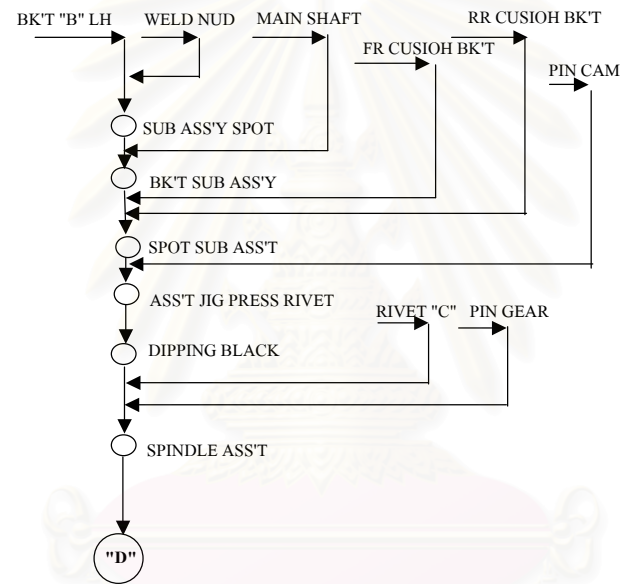 BK'T "B" LH
WELD NUD
MAIN SHAFT
RR CUSIOH BK'T
FR CUSIOH BK'T
PIN CAM
SUB ASS'Y SPOT
BK'T SUB ASS'Y
SPOT SUB ASS'T
ASS'T JIG PRESS RIVET
RIVET "C"
PIN GEAR
DIPPING BLACK
SPINDLE ASS'T
"D"